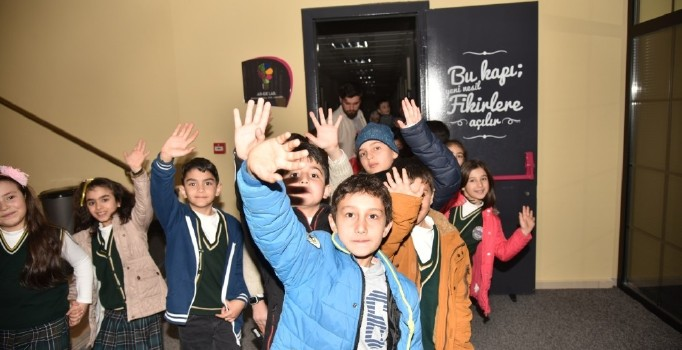 Bu kapı;
yeni nesil
Fikirlere
açılır